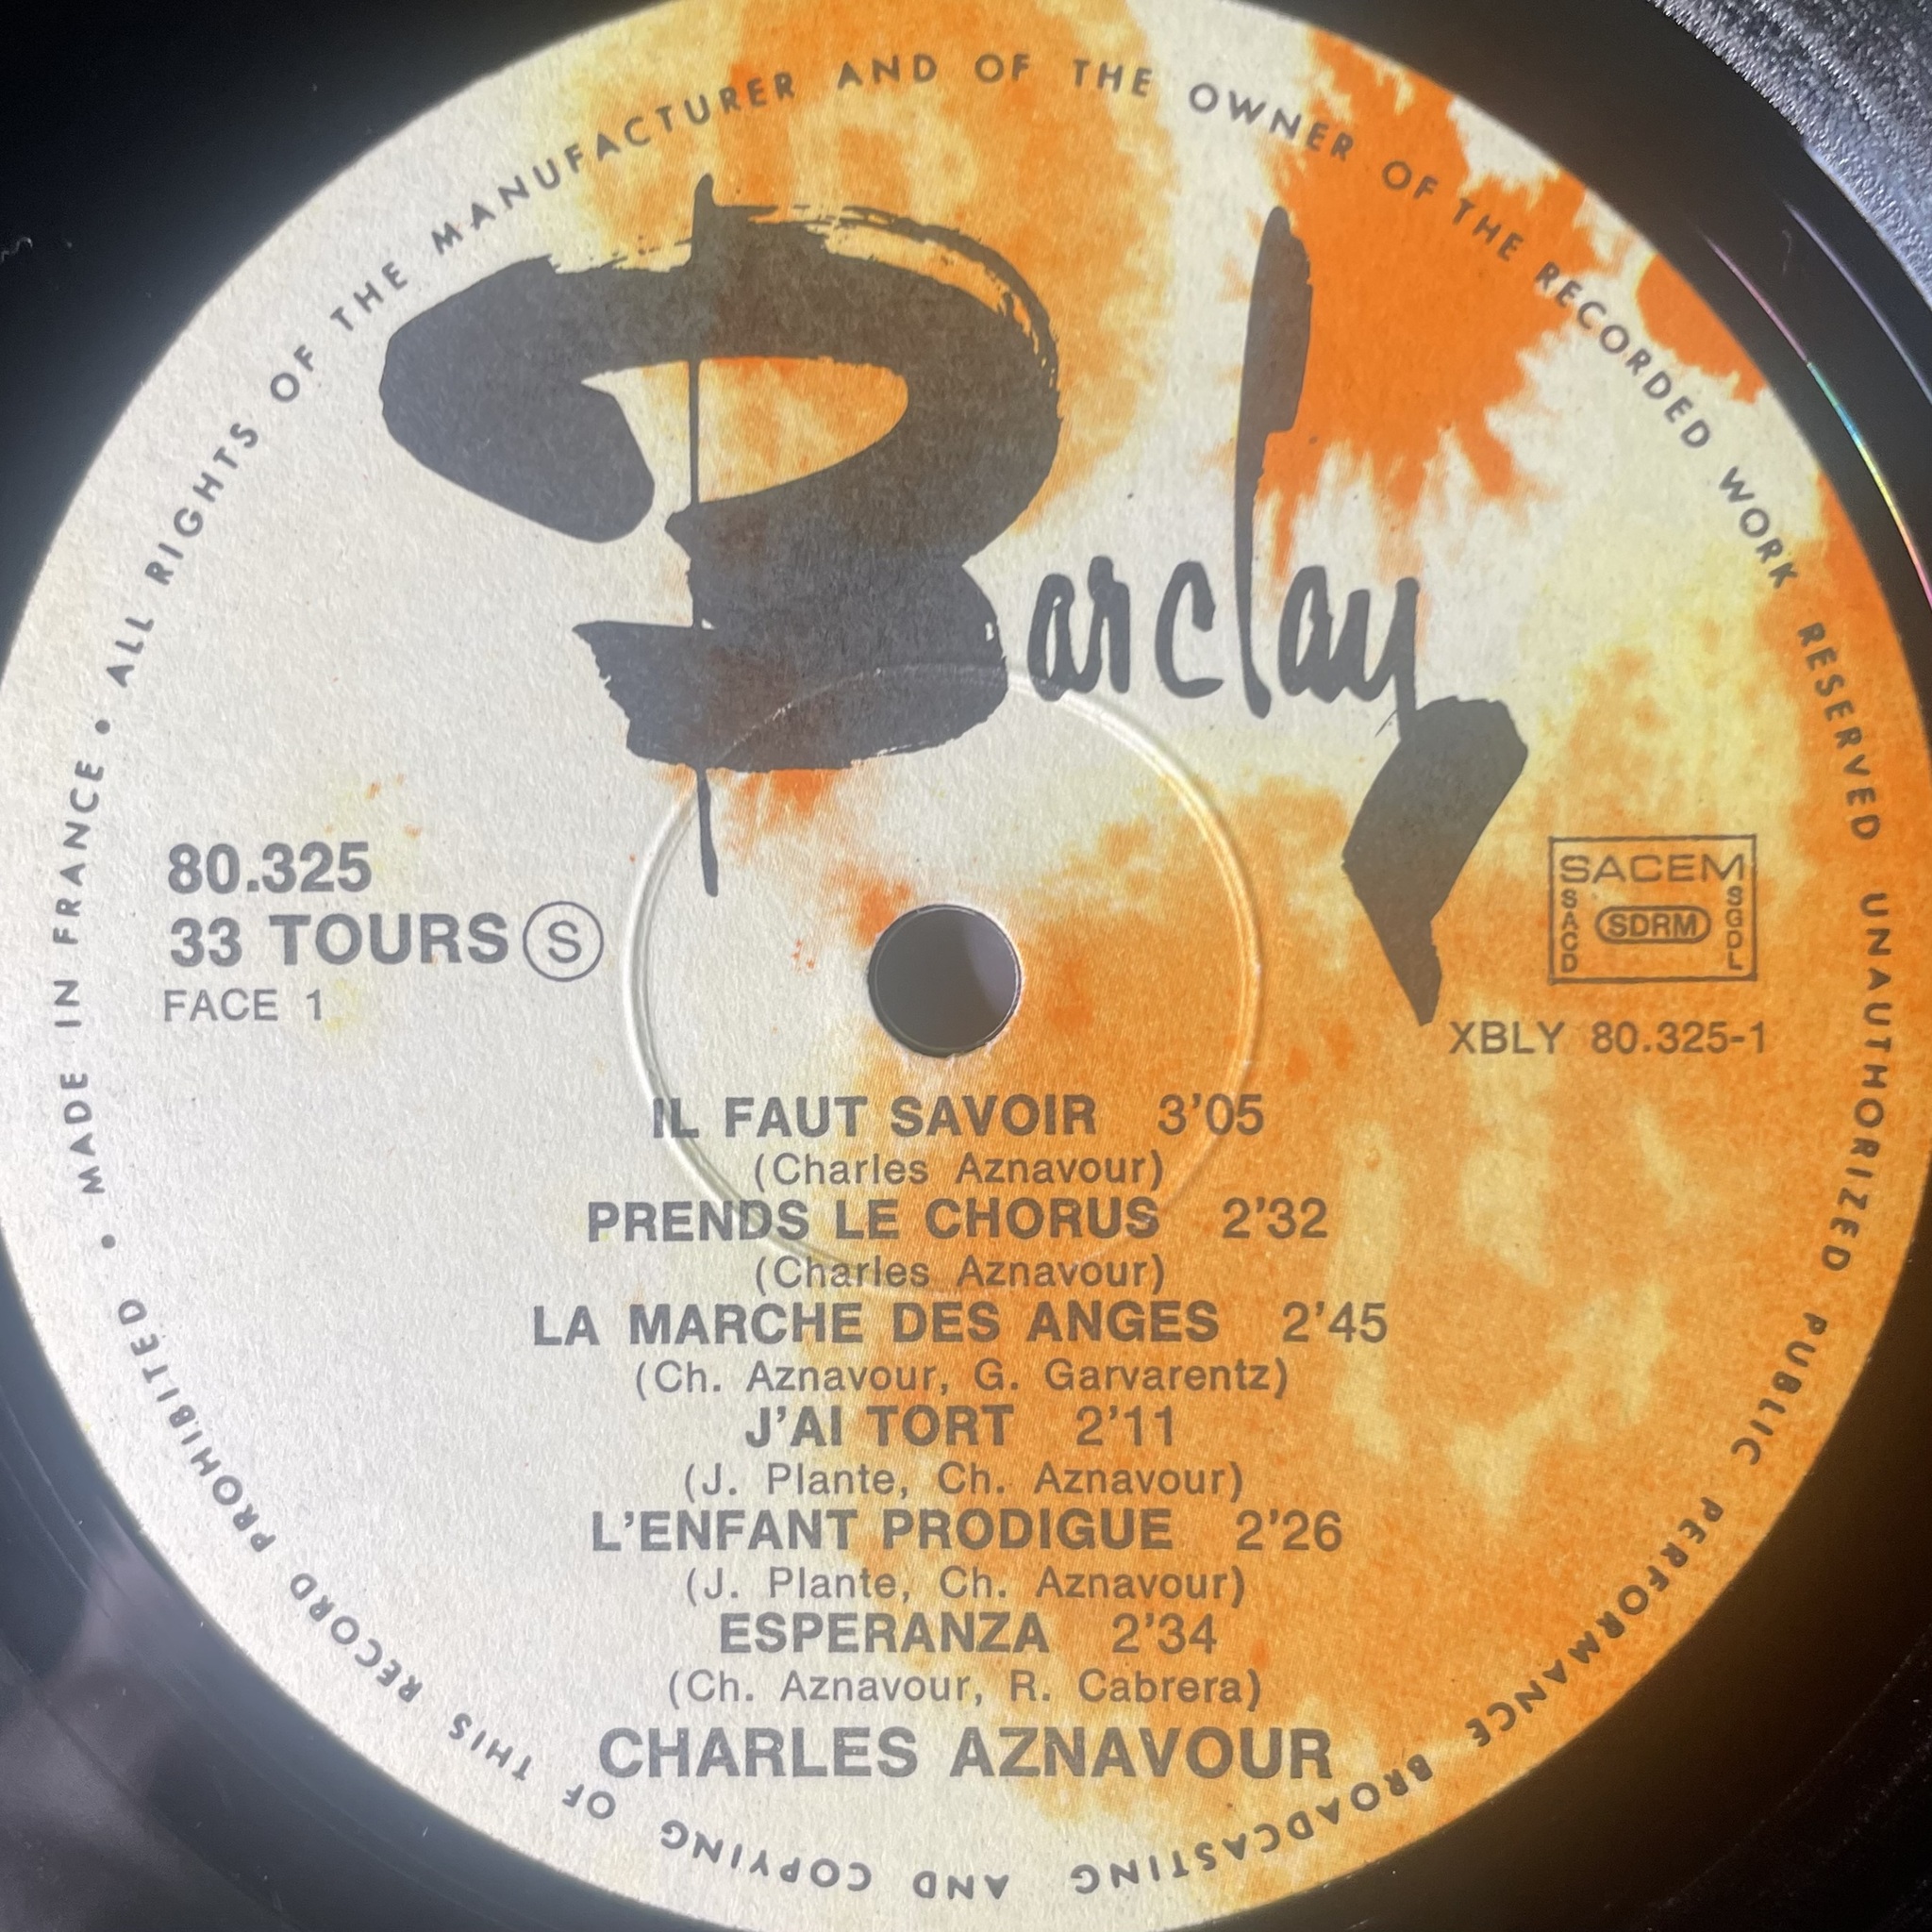 • MADE IN FRANCE • ALL RIGHTS OF THE MANUFACTURER AND OF THE OWNER OF THE RECORDED WORK RESERVED UNAUTHORIZED PUBLIC PERFORMANCE BROADCASTING AND COPYING OF THIS RECORD PROHIBITED
Barclay
80.325
33 TOURS Ⓢ
FACE 1
SACEM
SACD
SDRM
SGDL
XBLY 80.325-1
IL FAUT SAVOIR 3'05
(Charles Aznavour)
PRENDS LE CHORUS 2'32
(Charles Aznavour)
LA MARCHE DES ANGES 2'45
(Ch. Aznavour, G. Garvarentz)
J'AI TORT 2'11
(J. Plante, Ch. Aznavour)
L'ENFANT PRODIGUE 2'26
(J. Plante, Ch. Aznavour)
ESPERANZA 2'34
(Ch. Aznavour, R. Cabrera)
CHARLES AZNAVOUR